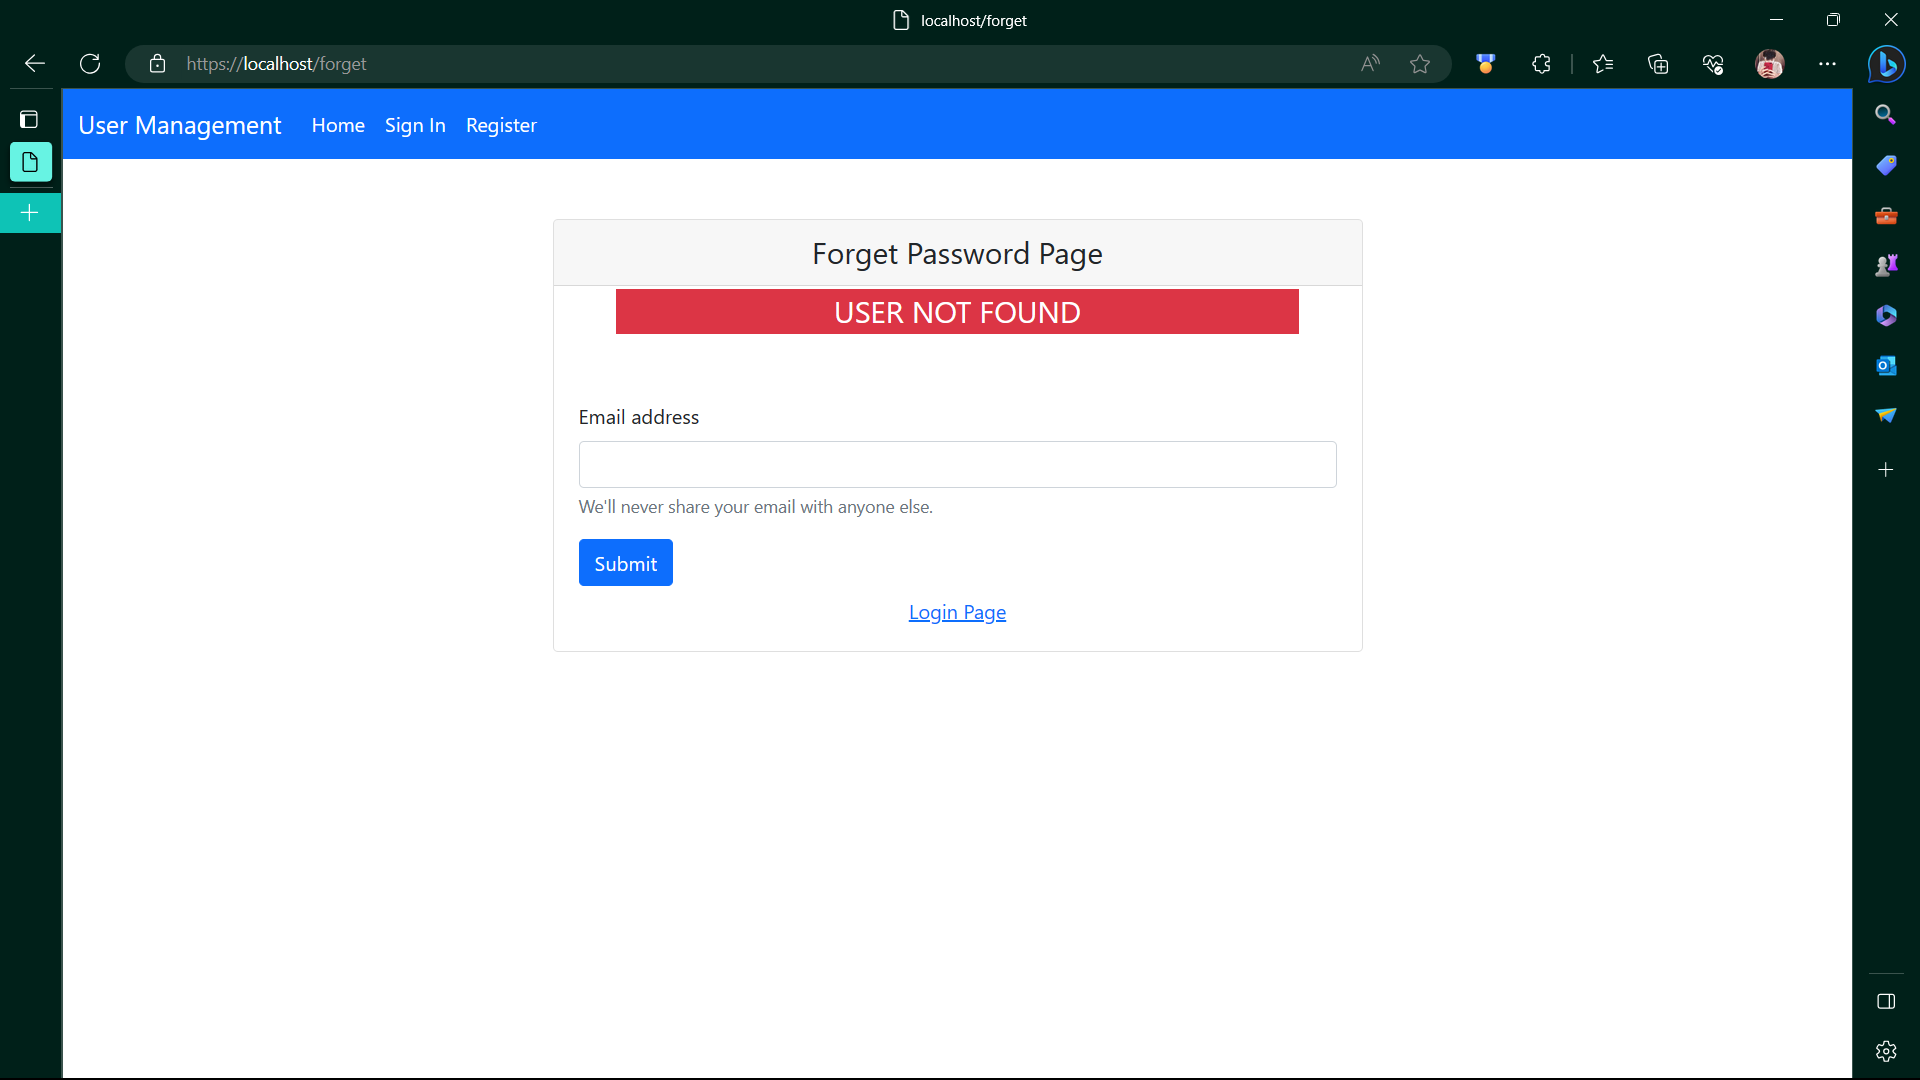 localhost/forget
https://localhost/forget
User Management Home Sign In Register
Forget Password Page
USER NOT FOUND
Email address
We'll never share your email with anyone else.
Submit
Login Page